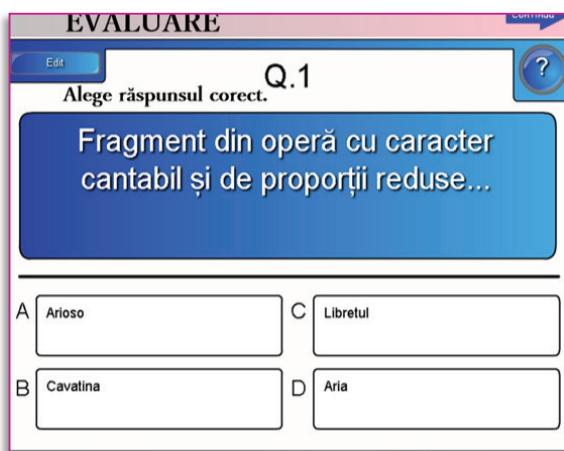 EVALUARE
CONTINUU
Edit
Q.1
?
Alege răspunsul corect.
Fragment din operă cu caracter
cantabil și de proporții reduse...
A
Arioso
C
Libretul
B
Cavatina
D
Aria